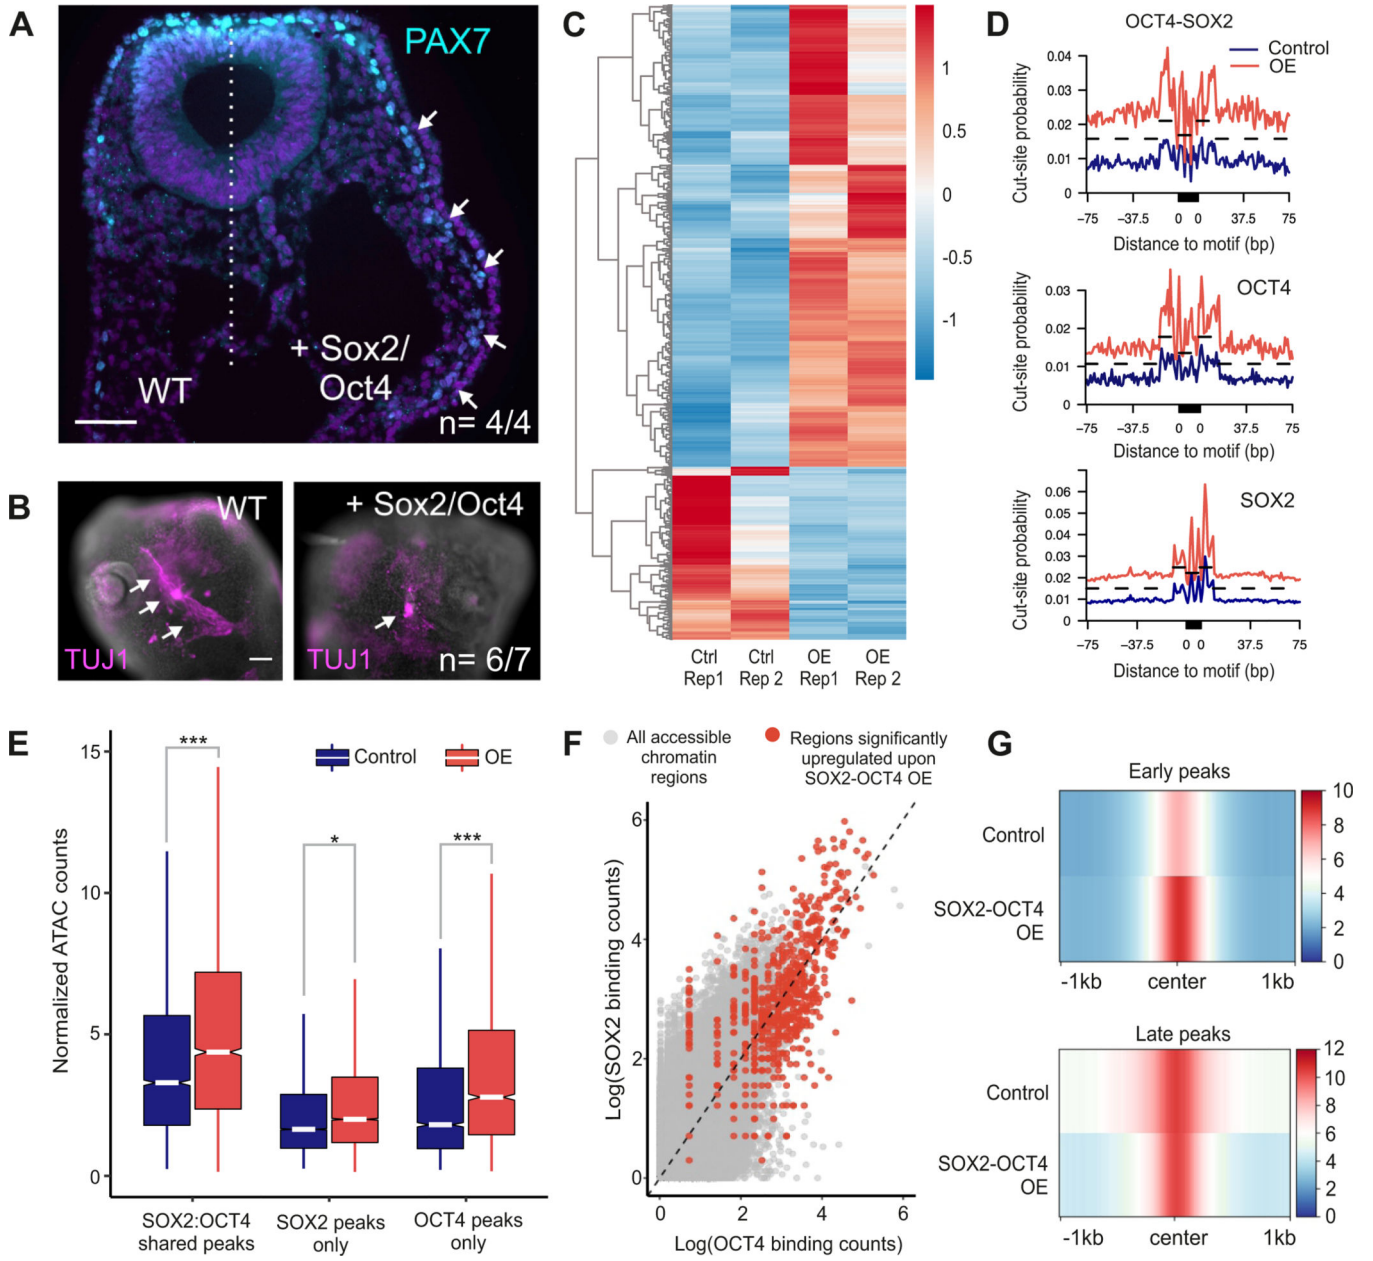 A
PAX7
WT
+ Sox2/
Oct4
n= 4/4
B
WT
TUJ1
+ Sox2/Oct4
TUJ1
n= 6/7
C
1
0.5
0
-0.5
-1
Ctrl
Rep1
Ctrl
Rep 2
OE
Rep1
OE
Rep 2
D
OCT4-SOX2
Control
OE
Cut-site probability
0.04
0.03
0.02
0.01
0
−75 −37.5 0 0 37.5 75
Distance to motif (bp)
OCT4
Cut-site probability
0.03
0.02
0.01
0
−75 −37.5 0 0 37.5 75
Distance to motif (bp)
SOX2
Cut-site probability
0.06
0.05
0.04
0.03
0.02
0.01
0
−75 −37.5 0 0 37.5 75
Distance to motif (bp)
E
Control
OE
Normalized ATAC counts
15
10
5
0
***
*
***
SOX2:OCT4
shared peaks
SOX2 peaks
only
OCT4 peaks
only
F
All accessible
chromatin
regions
Regions significantly
upregulated upon
SOX2-OCT4 OE
Log(SOX2 binding counts)
6
4
2
0
0 2 4 6
Log(OCT4 binding counts)
G
Early peaks
Control
SOX2-OCT4
OE
-1kb center 1kb
10
8
6
4
2
0
Late peaks
Control
SOX2-OCT4
OE
-1kb center 1kb
12
10
8
6
4
2
0